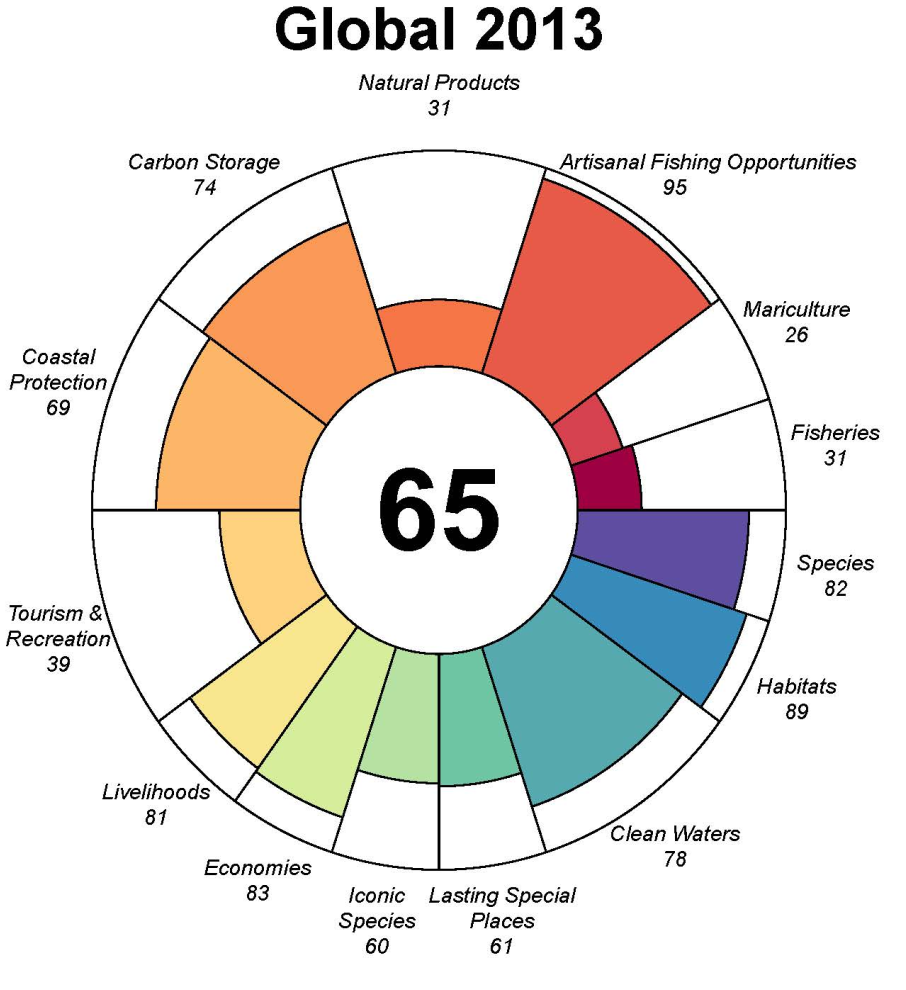 Global 2013
Natural Products
31
Artisanal Fishing Opportunities
95
Mariculture
26
Fisheries
31
Species
82
Habitats
89
Clean Waters
78
Lasting Special
Places
61
Iconic
Species
60
Economies
83
Livelihoods
81
Tourism &
Recreation
39
Coastal
Protection
69
Carbon Storage
74
65